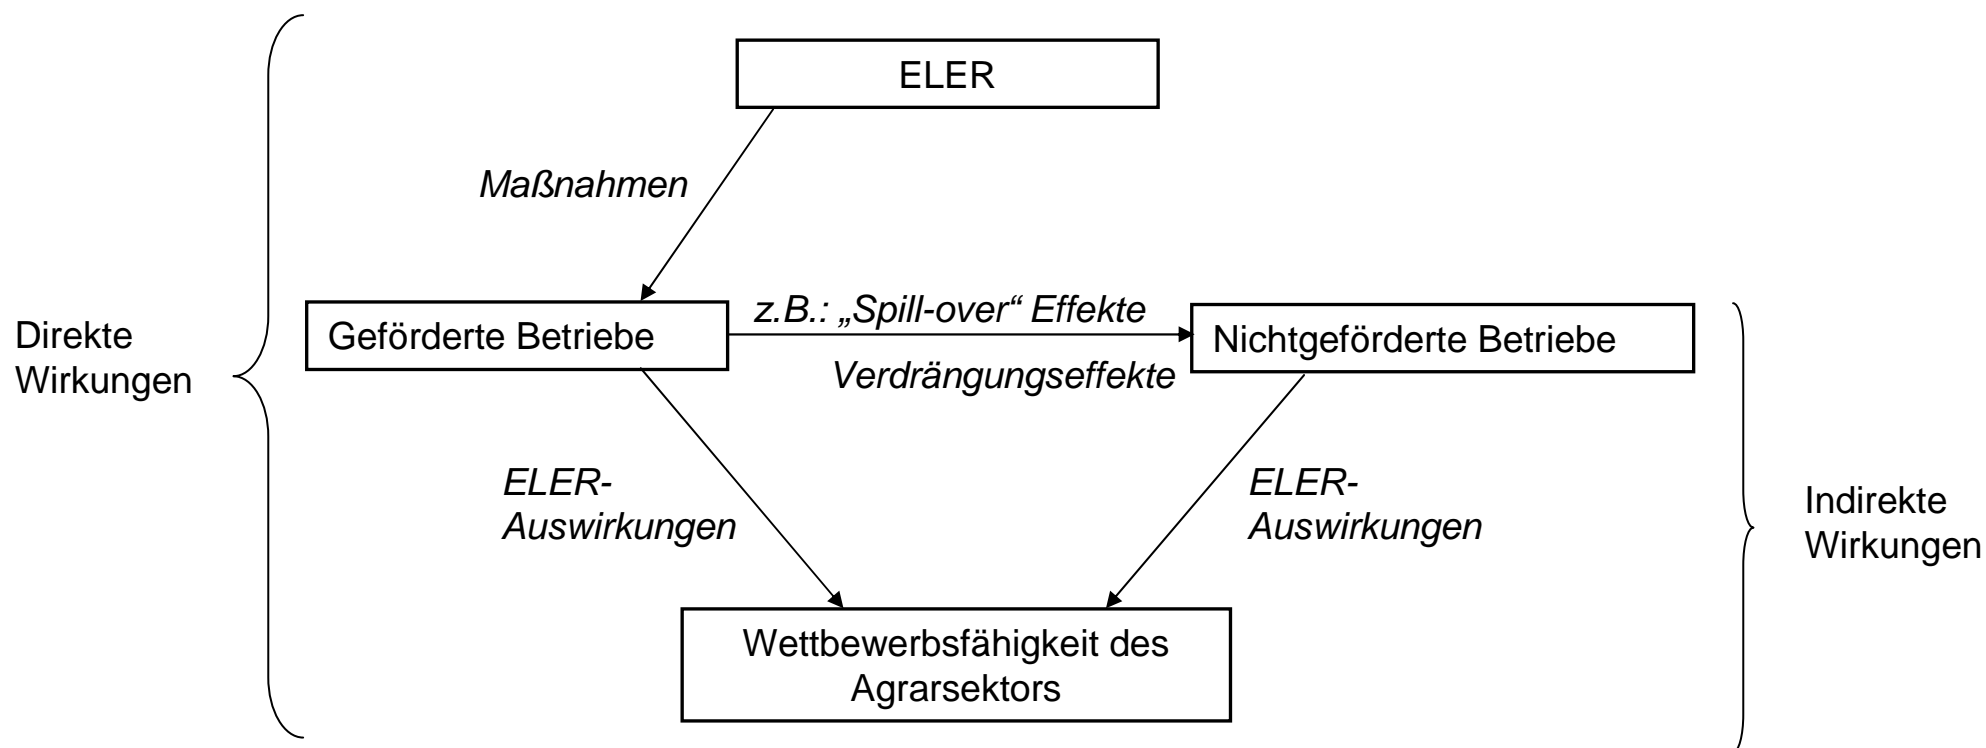 ELER
Maßnahmen
Direkte
Wirkungen
Geförderte Betriebe
z.B.: „Spill-over“ Effekte
Verdrängungseffekte
Nichtgeförderte Betriebe
ELER-
Auswirkungen
ELER-
Auswirkungen
Indirekte
Wirkungen
Wettbewerbsfähigkeit des
Agrarsektors